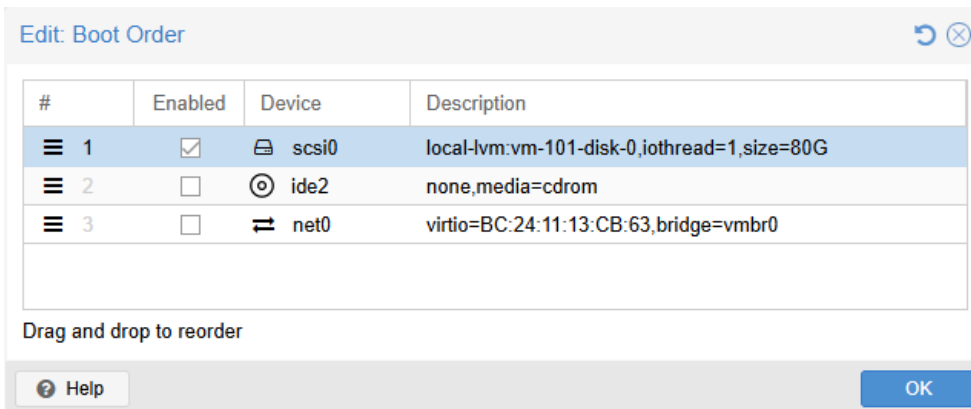 Edit: Boot Order
# Enabled Device Description
1 scsi0 local-lvm:vm-101-disk-0,iothread=1,size=80G
2 ide2 none,media=cdrom
3 net0 virtio=BC:24:11:13:CB:63,bridge=vmbr0
Drag and drop to reorder
Help OK